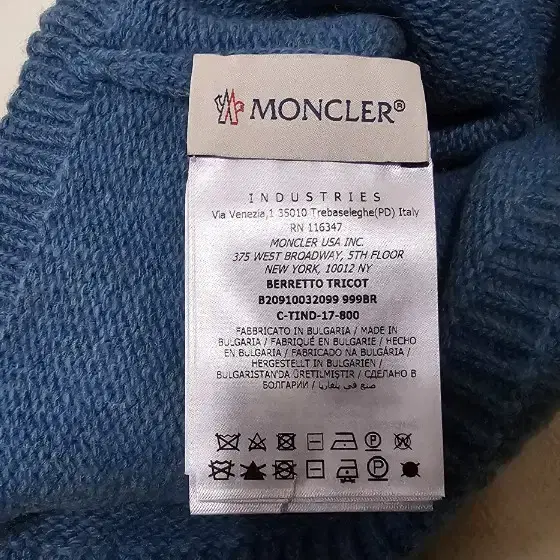 MONCLER®
INDUSTRIES
Via Venezia,1 35010 Trebaseleghe(PD) Italy
RN 116347
MONCLER USA INC.
375 WEST BROADWAY, 5TH FLOOR
NEW YORK, 10012 NY
BERRETTO TRICOT
B20910032099 999BR
C-TIND-17-800
FABBRICATO IN BULGARIA / MADE IN
BULGARIA / FABRIQUÉ EN BULGARIE / HECHO
EN BULGARIA / FABRICADO NA BULGÁRIA /
HERGESTELLT IN BULGARIEN /
BULGARISTAN'DA ÜRETILMIŞTIR / СДЕЛАНО В
БОЛГАРИИ / صنع في بلغاريا